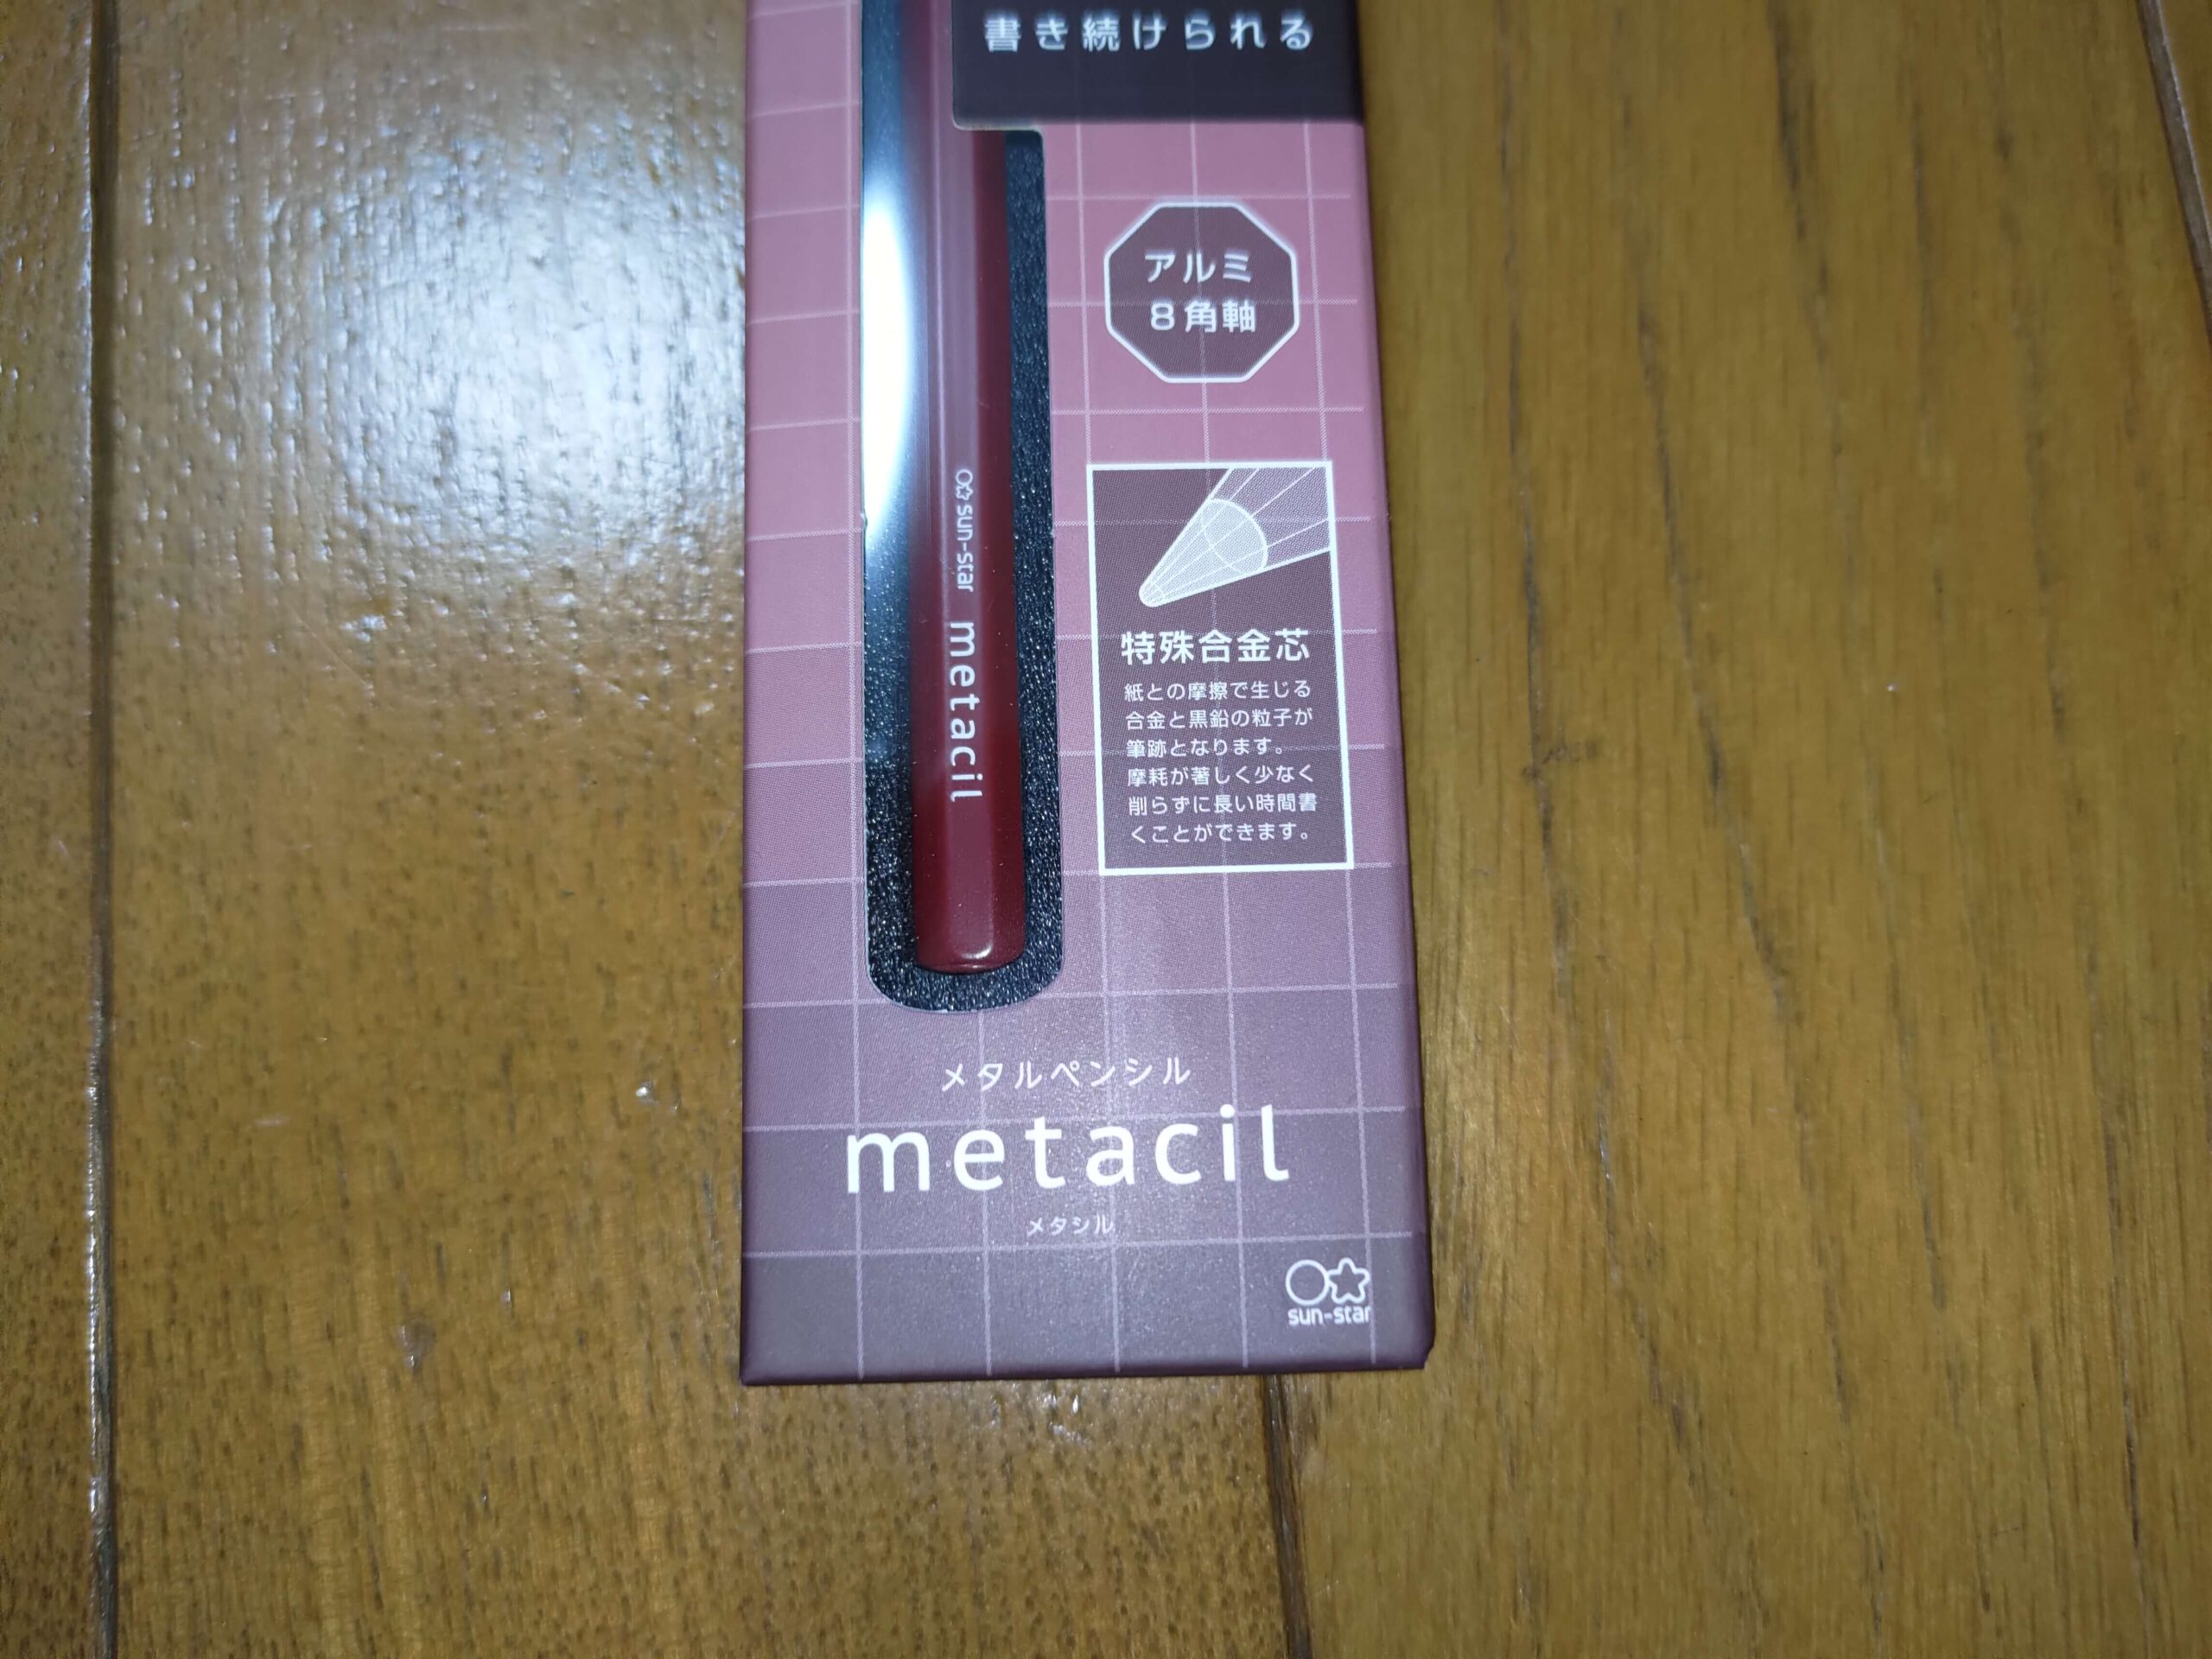 書き続けられる
アルミ
8角軸
sun-star metacil
特殊合金芯
紙との摩擦で生じる
合金と黒鉛の粒子が
筆跡となります。
摩耗が著しく少なく
削らずに長い時間書
くことができます。
メタルペンシル
metacil
メタシル
sun-star